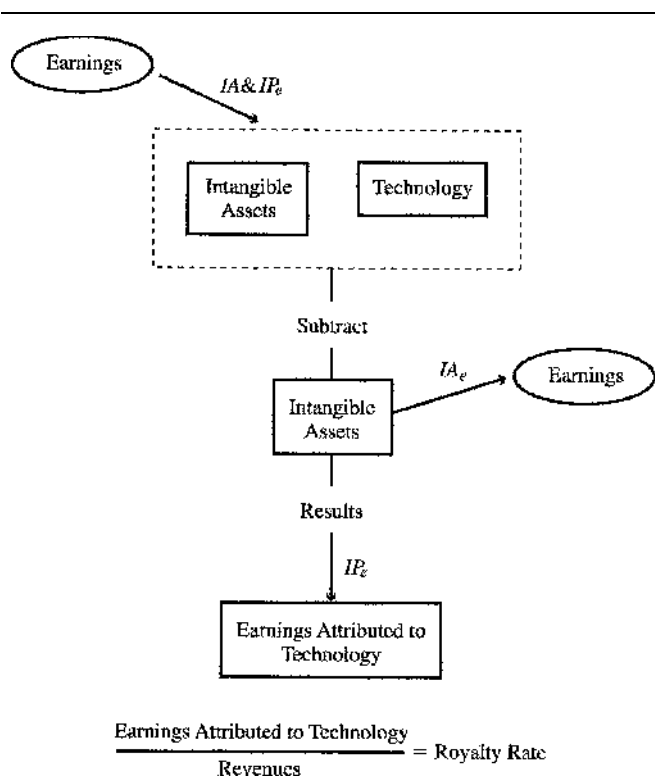 Earnings
IA&IPe
Intangible
Assets
Technology
Subtract
IAe
Earnings
Intangible
Assets
Results
IPe
Earnings Attributed to
Technology
Earnings Attributed to Technology
Revenues
= Royalty Rate